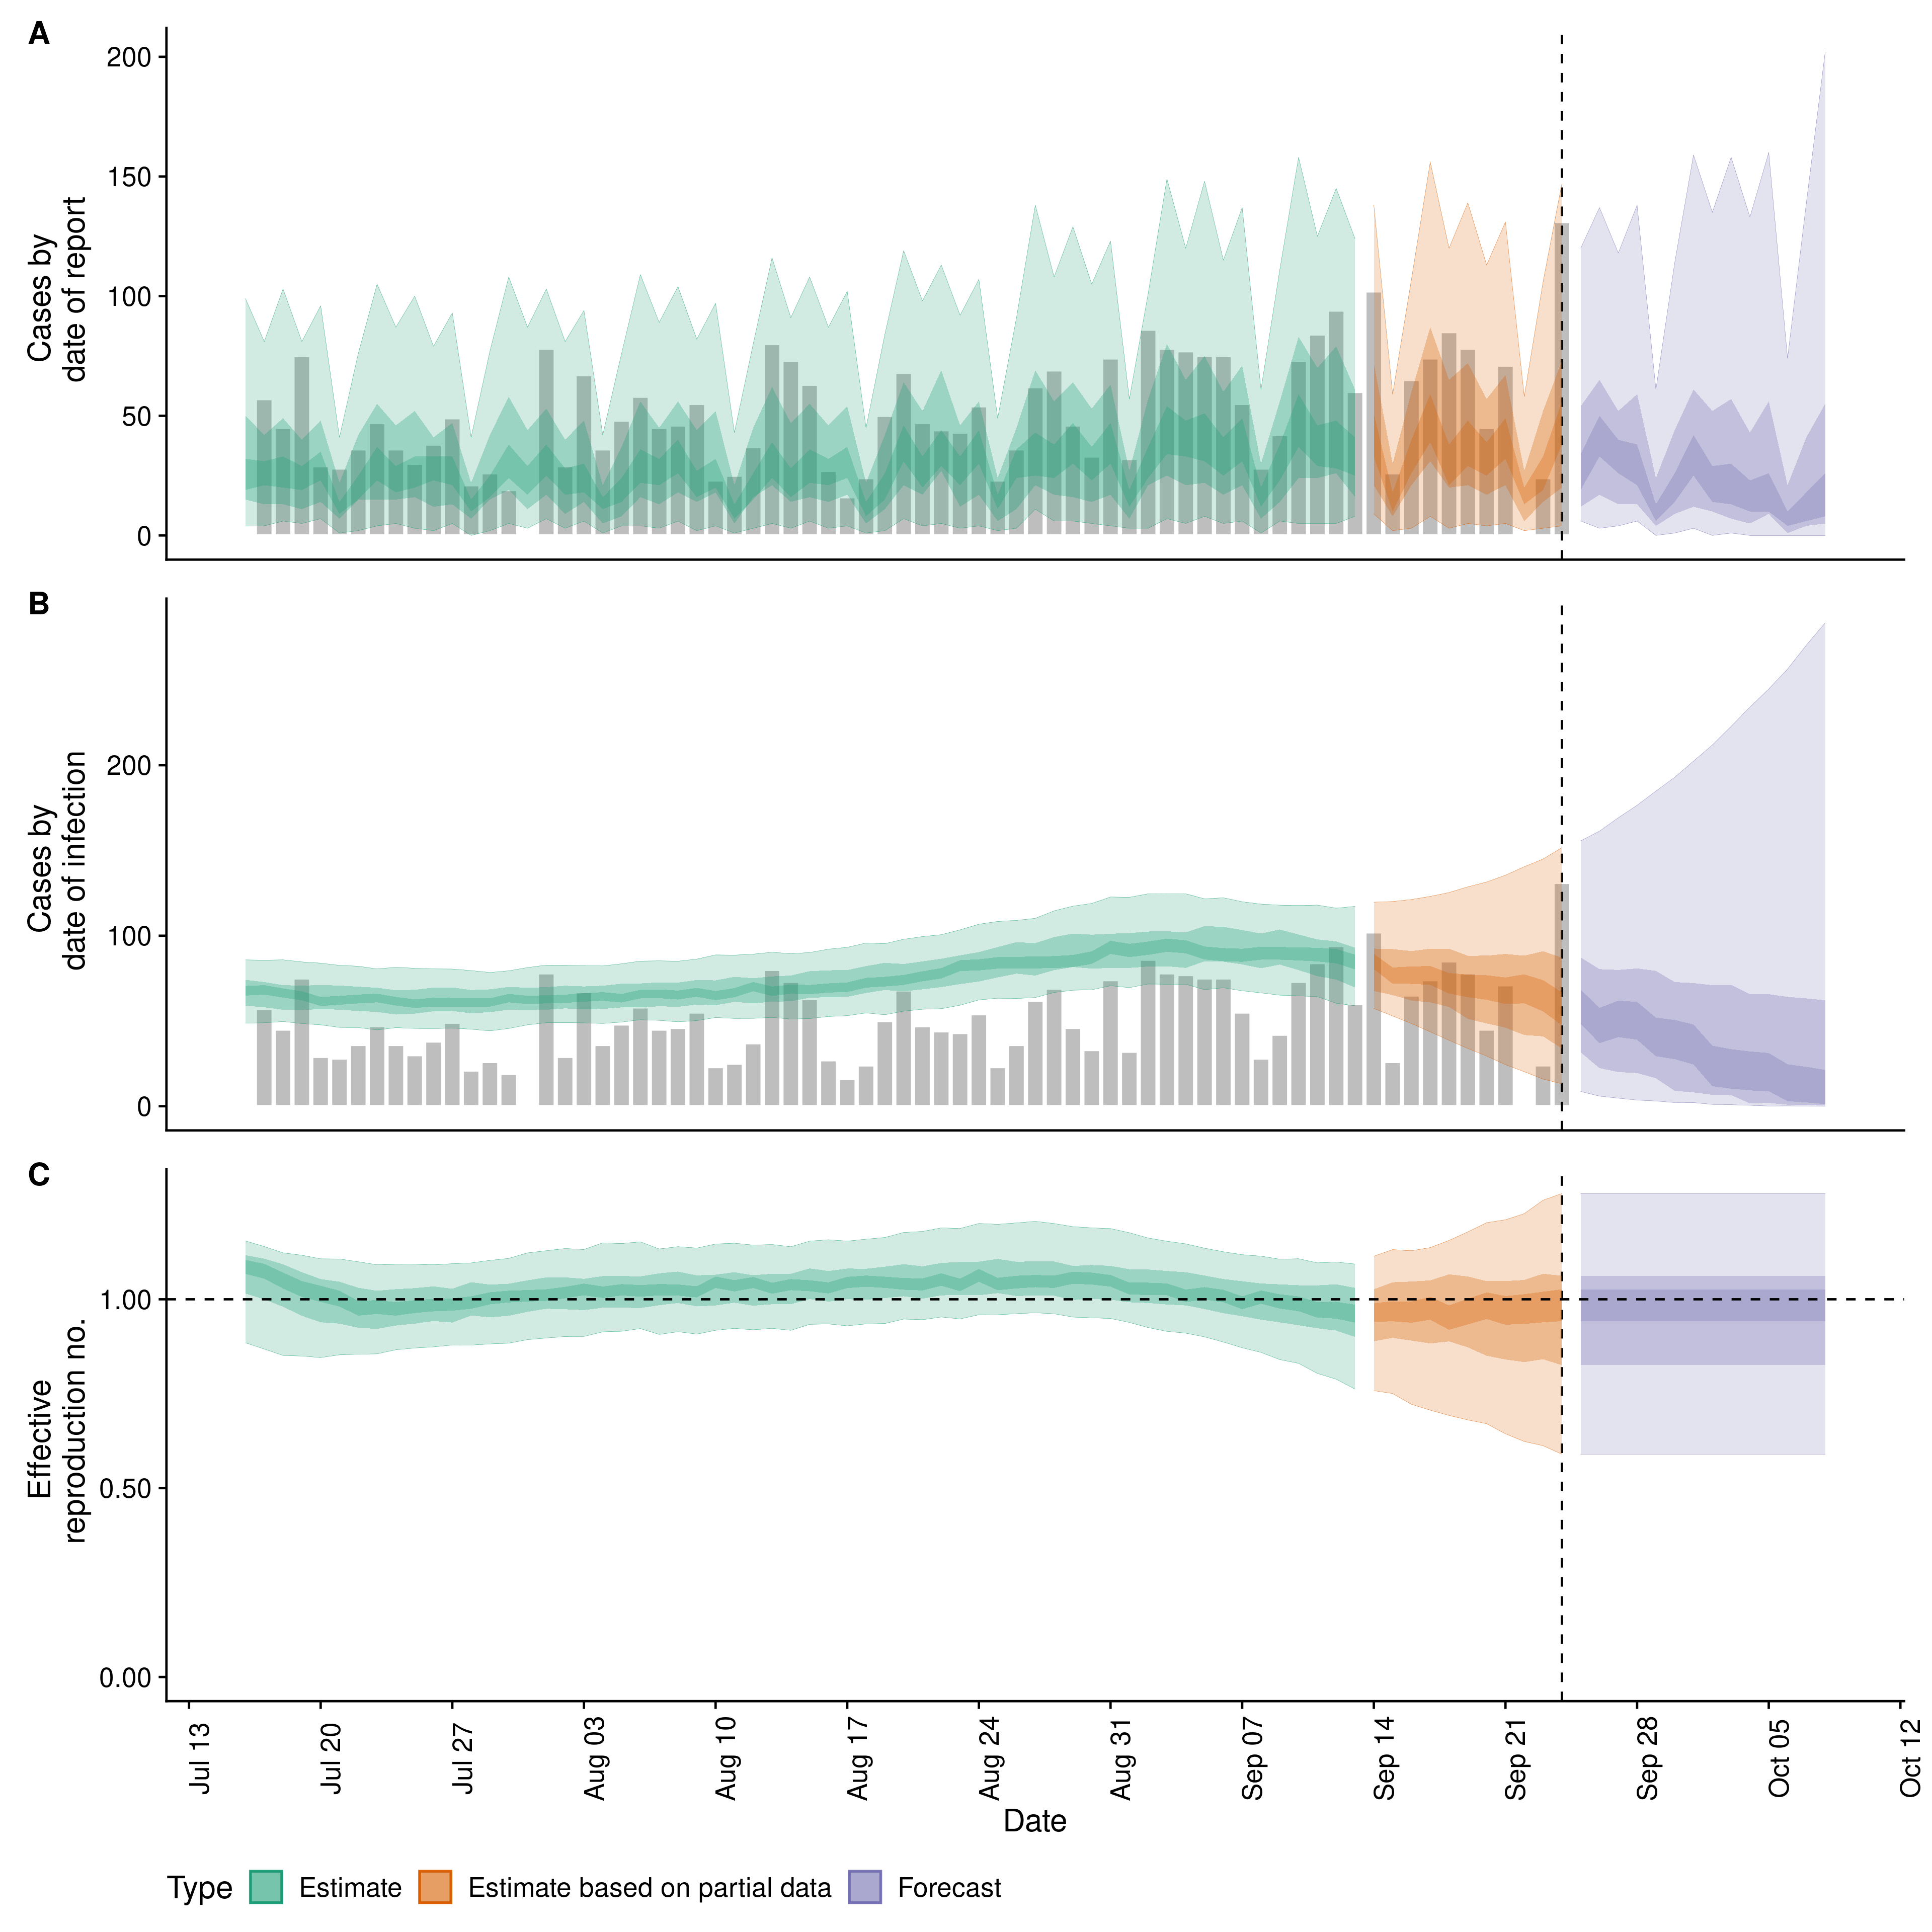 A
Cases by
date of report
200
150
100
50
0
B
Cases by
date of infection
200
100
0
C
Effective
reproduction no.
1.00
0.50
0.00
Jul 13
Jul 20
Jul 27
Aug 03
Aug 10
Aug 17
Aug 24
Aug 31
Sep 07
Sep 14
Sep 21
Sep 28
Oct 05
Oct 12
Date
Type Estimate Estimate based on partial data Forecast